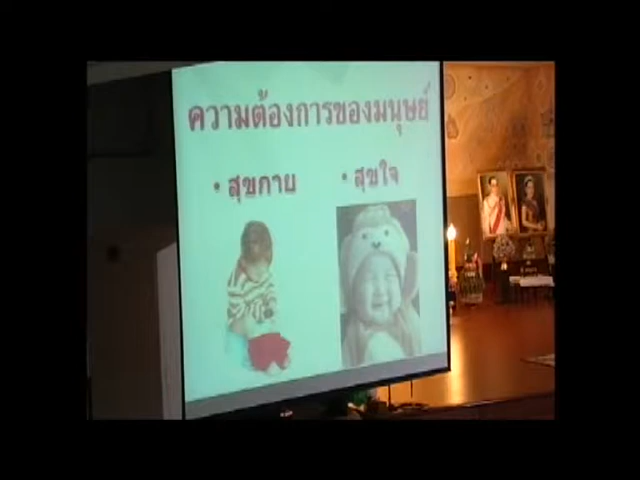 ความต้องการของมนุษย์
• สุขกาย
• สุขใจ